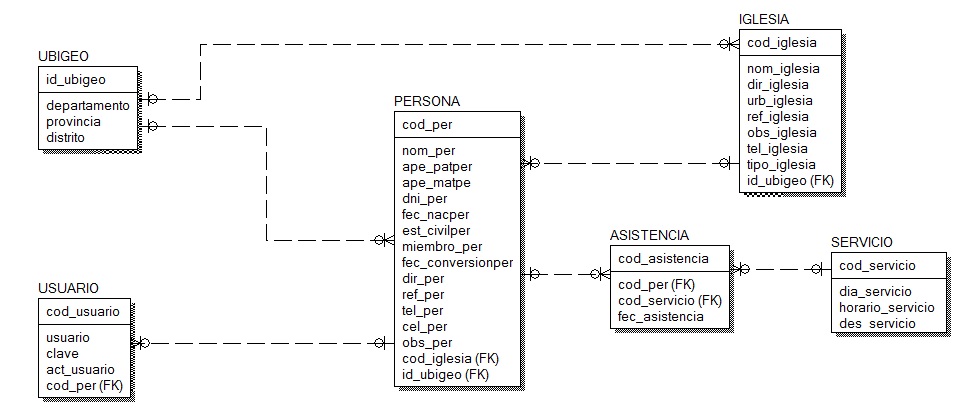 UBIGEO
id_ubigeo
departamento
provincia
distrito
USUARIO
cod_usuario
usuario
clave
act_usuario
cod_per (FK)
PERSONA
cod_per
nom_per
ape_patper
ape_matpe
dni_per
fec_nacper
est_civilper
miembro_per
fec_conversionper
dir_per
ref_per
tel_per
cel_per
obs_per
cod_iglesia (FK)
id_ubigeo (FK)
IGLESIA
cod_iglesia
nom_iglesia
dir_iglesia
urb_iglesia
ref_iglesia
obs_iglesia
tel_iglesia
tipo_iglesia
id_ubigeo (FK)
ASISTENCIA
cod_asistencia
cod_per (FK)
cod_servicio (FK)
fec_asistencia
SERVICIO
cod_servicio
dia_servicio
horario_servicio
des_servicio